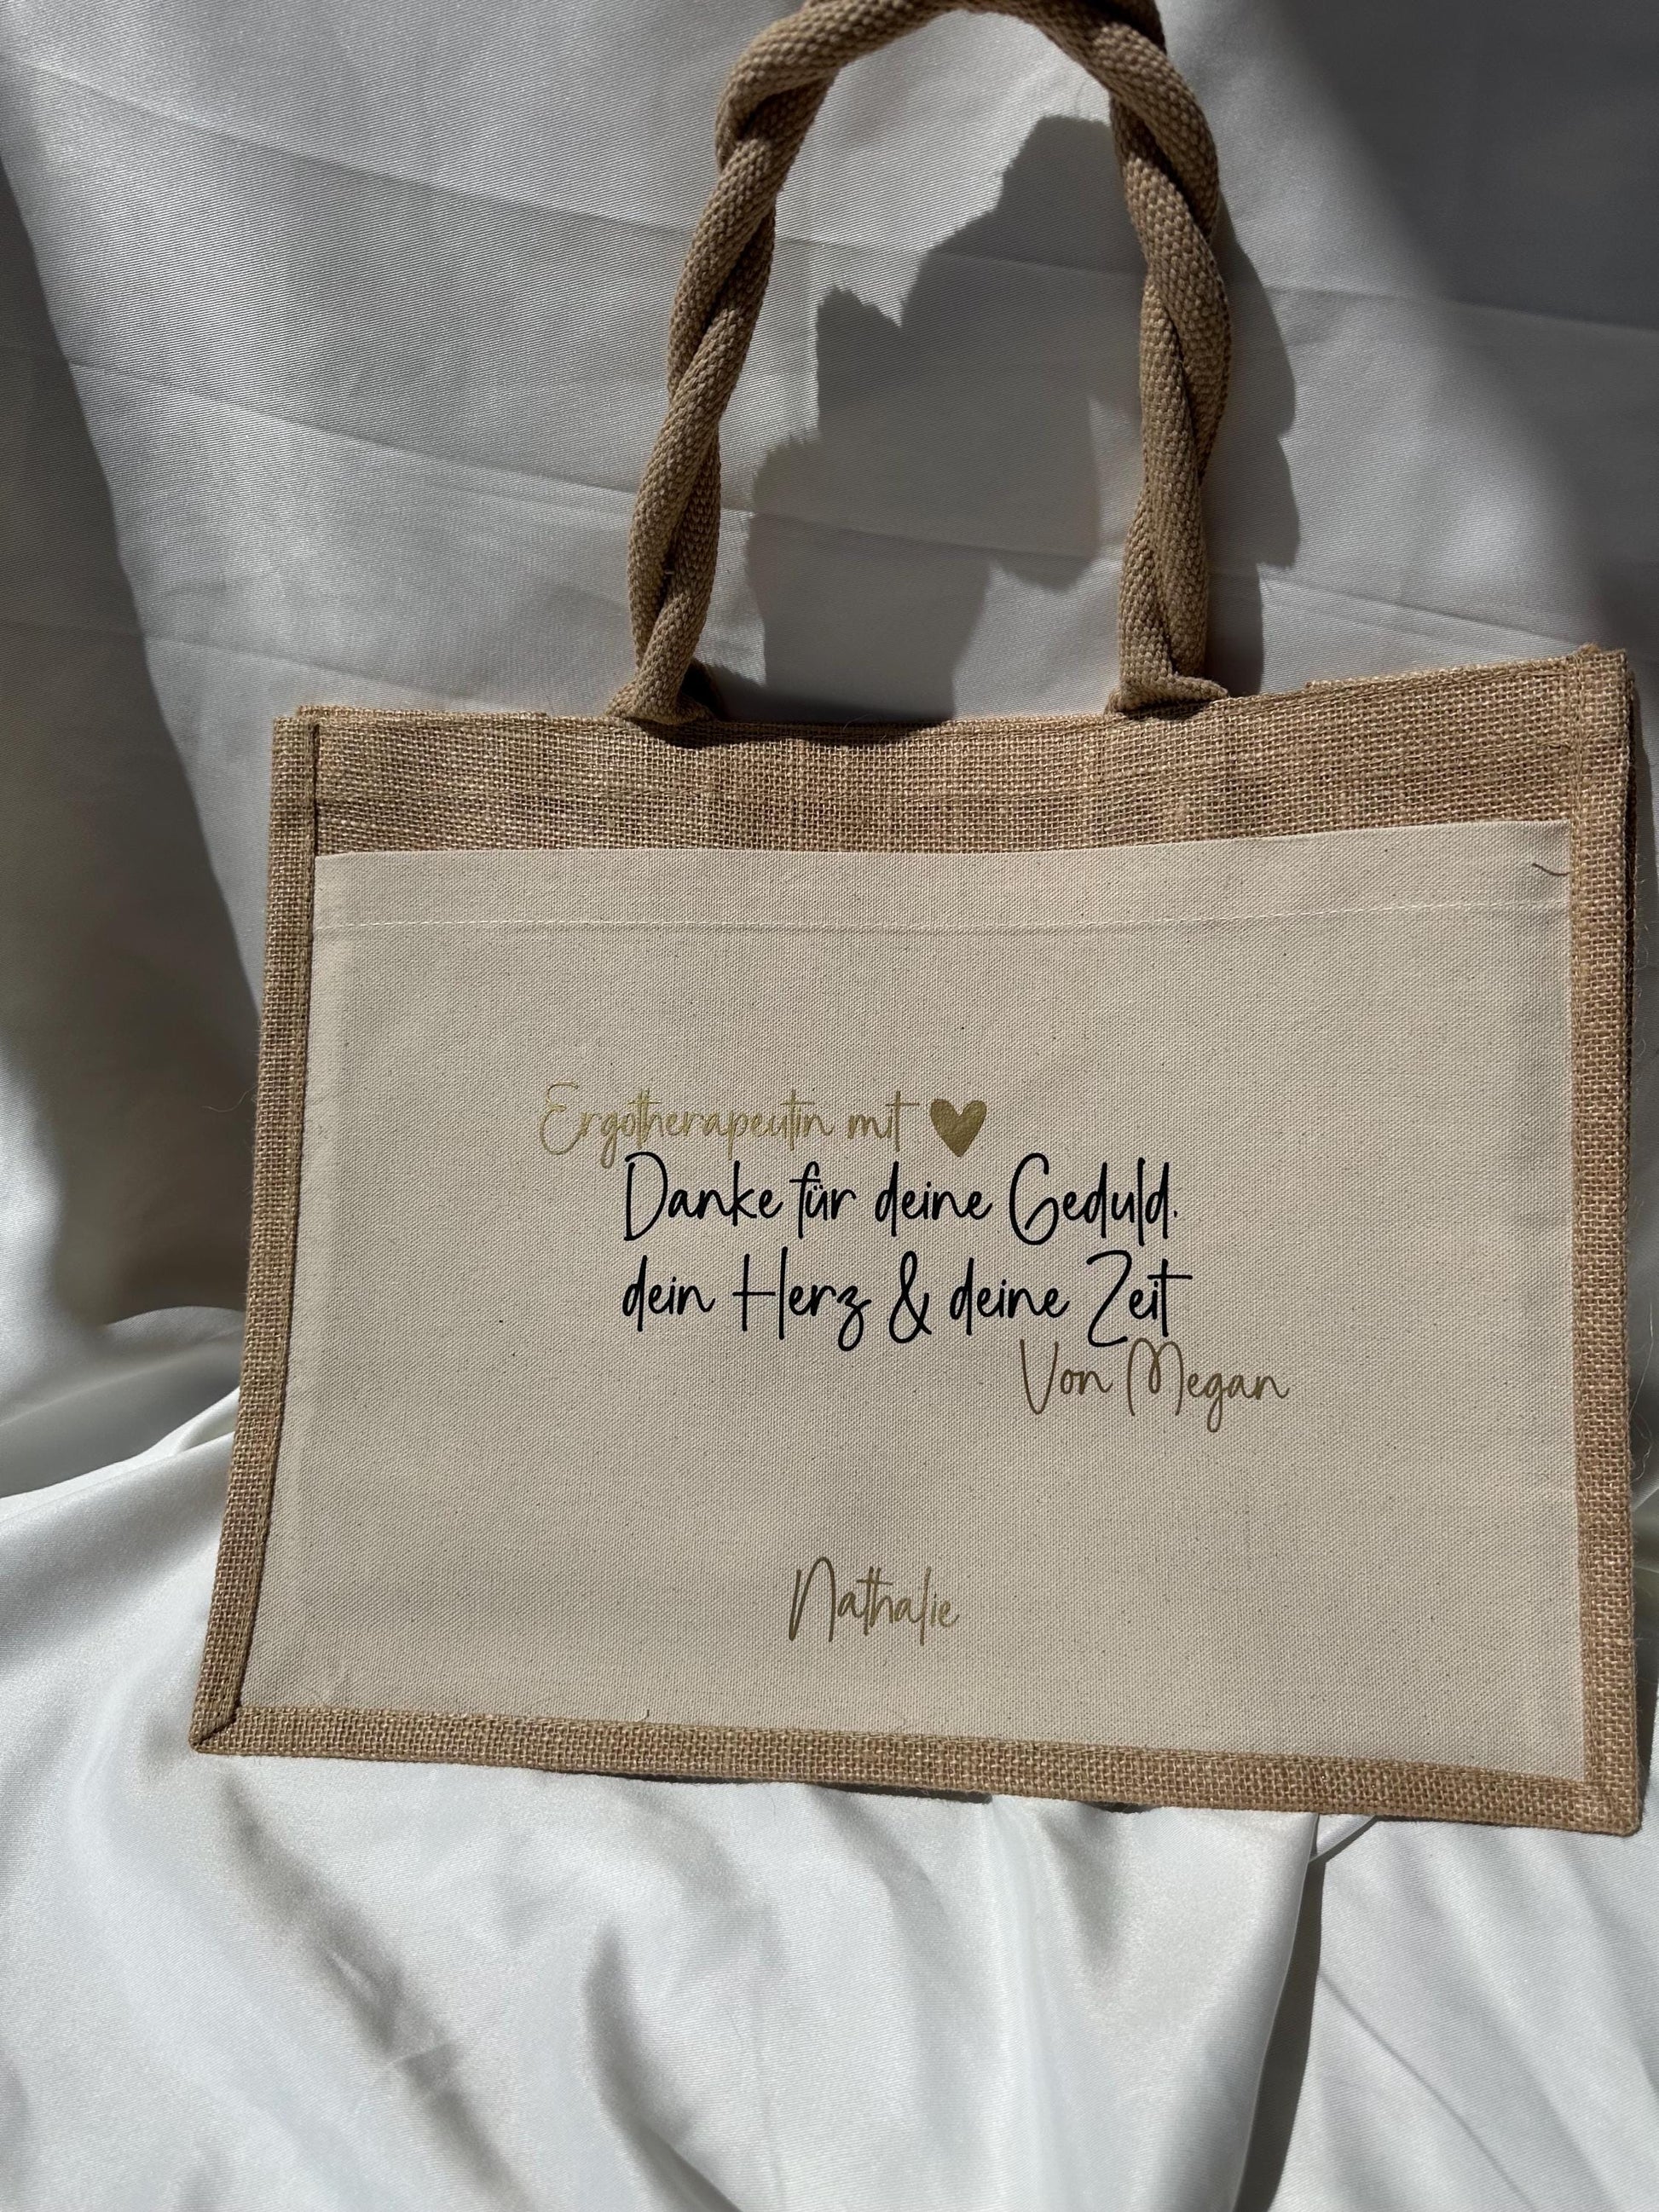 Ergotherapeutin mit ♥
Danke für deine Geduld.
dein Herz & deine Zeit
Von Megan
Nathalie